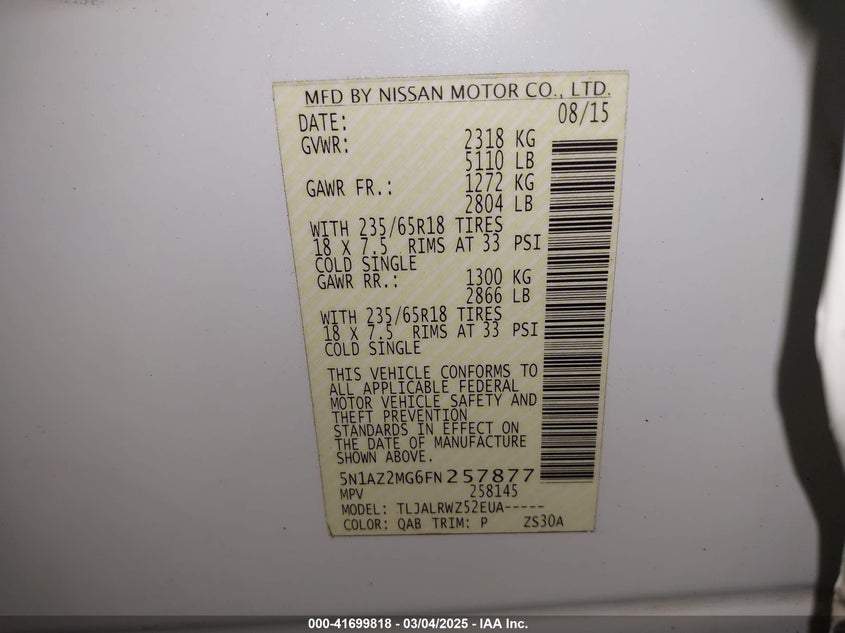 MFD BY NISSAN MOTOR CO., LTD.
DATE: 08/15
GVWR: 2318 KG
5110 LB
GAWR FR.: 1272 KG
2804 LB
WITH 235/65R18 TIRES
18 X 7.5 RIMS AT 33 PSI
COLD SINGLE
GAWR RR.: 1300 KG
2866 LB
WITH 235/65R18 TIRES
18 X 7.5 RIMS AT 33 PSI
COLD SINGLE
THIS VEHICLE CONFORMS TO
ALL APPLICABLE FEDERAL
MOTOR VEHICLE SAFETY AND
THEFT PREVENTION
STANDARDS IN EFFECT ON
THE DATE OF MANUFACTURE
SHOWN ABOVE.
5N1AZ2MG6FN257877
MPV 258145
MODEL: TLJALRWZ52EUA-----
COLOR: QAB TRIM: P ZS30A
000-41699818 - 03/04/2025 - IAA Inc.